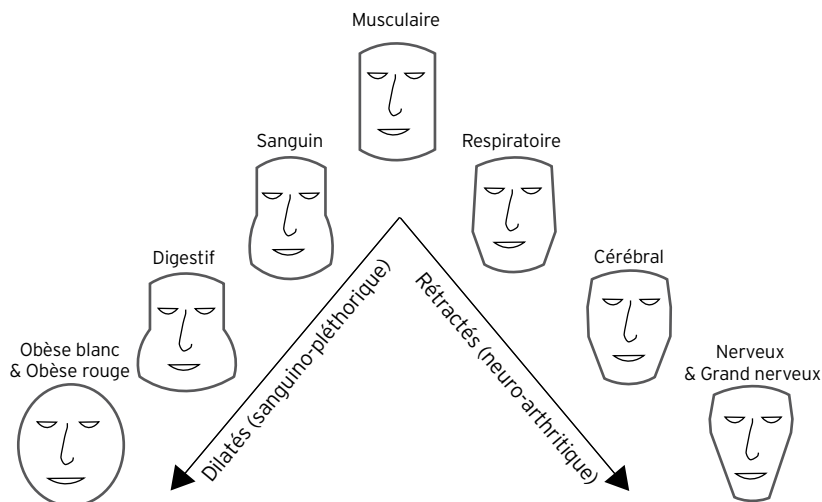 Musculaire
Sanguin
Respiratoire
Digestif
Cérébral
Obèse blanc
& Obèse rouge
Nerveux
& Grand nerveux
Dilatés (sanguino-pléthorique)
Rétractés (neuro-arthritique)